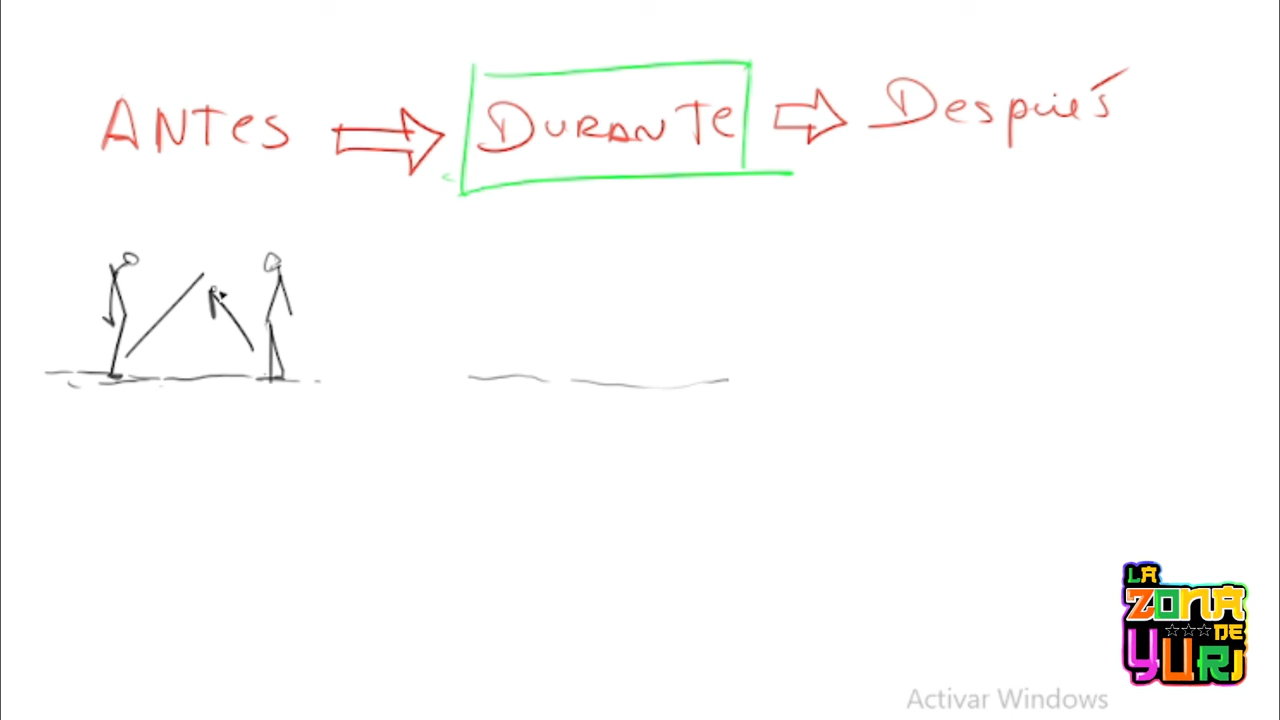 ANTES DURANTE Después
LA
ZONA
DE
YURI
Activar Windows